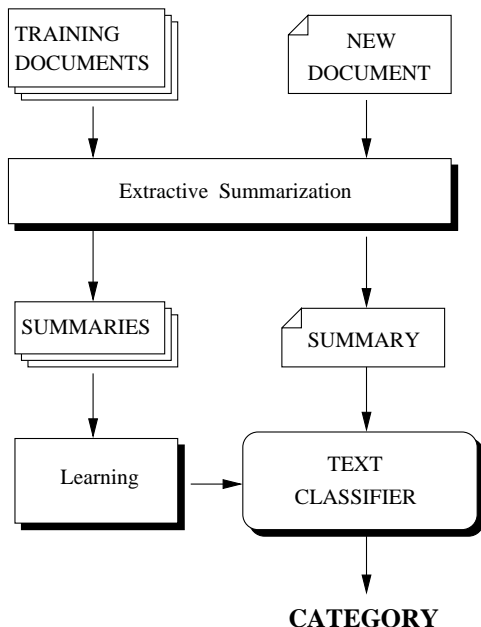 TRAINING
DOCUMENTS
NEW
DOCUMENT
Extractive Summarization
SUMMARIES
SUMMARY
Learning
TEXT
CLASSIFIER
CATEGORY